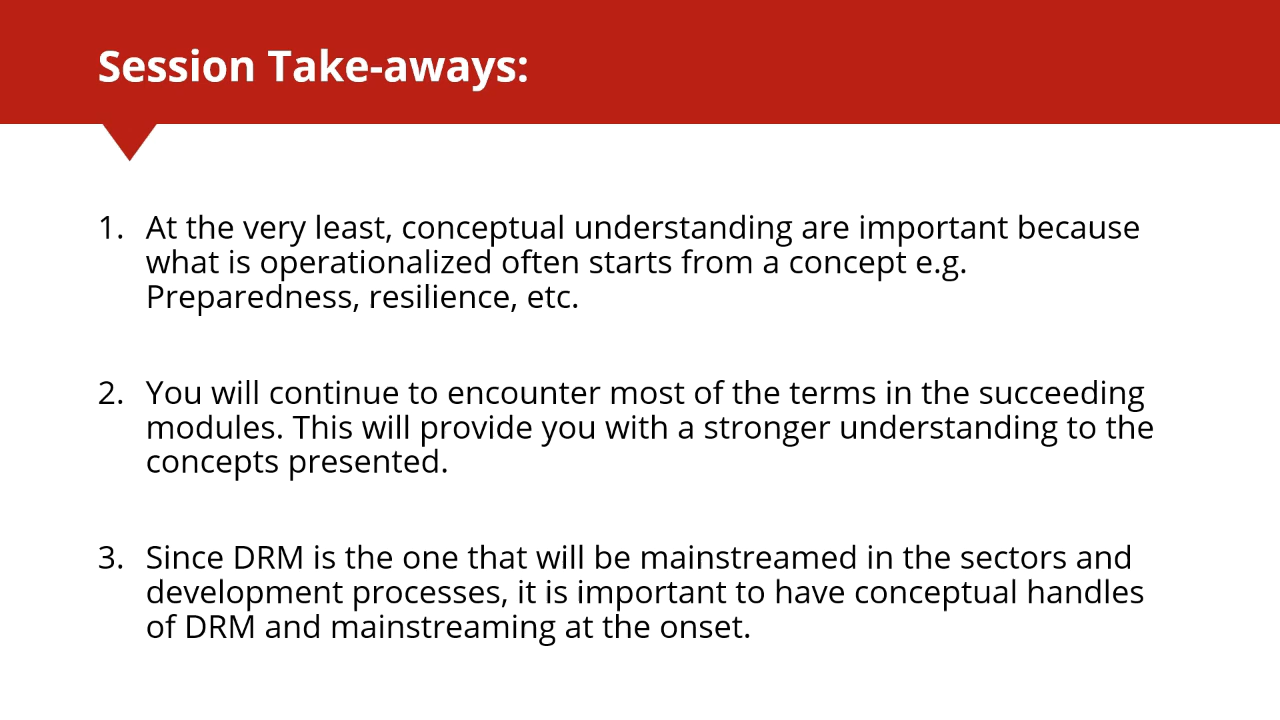 Session Take-aways:
1. At the very least, conceptual understanding are important because
what is operationalized often starts from a concept e.g.
Preparedness, resilience, etc.
2. You will continue to encounter most of the terms in the succeeding
modules. This will provide you with a stronger understanding to the
concepts presented.
3. Since DRM is the one that will be mainstreamed in the sectors and
development processes, it is important to have conceptual handles
of DRM and mainstreaming at the onset.